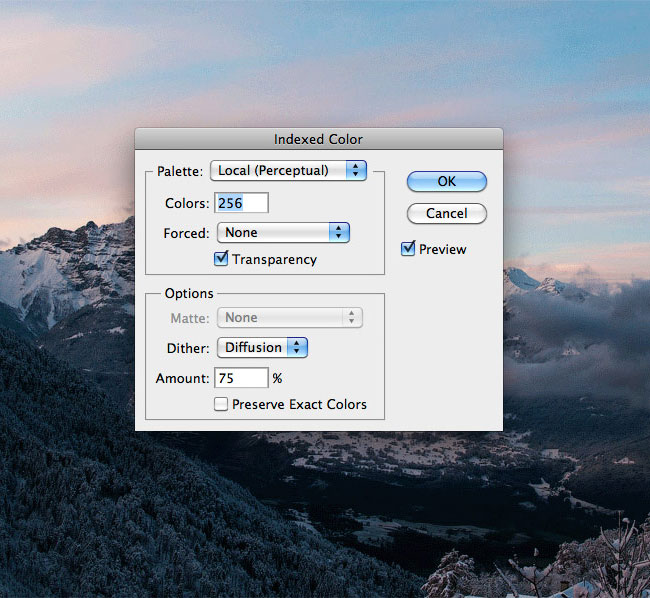 Indexed Color
Palette: Local (Perceptual)
Colors: 256
Forced: None
Transparency
OK
Cancel
Preview
Options
Matte: None
Dither: Diffusion
Amount: 75 %
Preserve Exact Colors